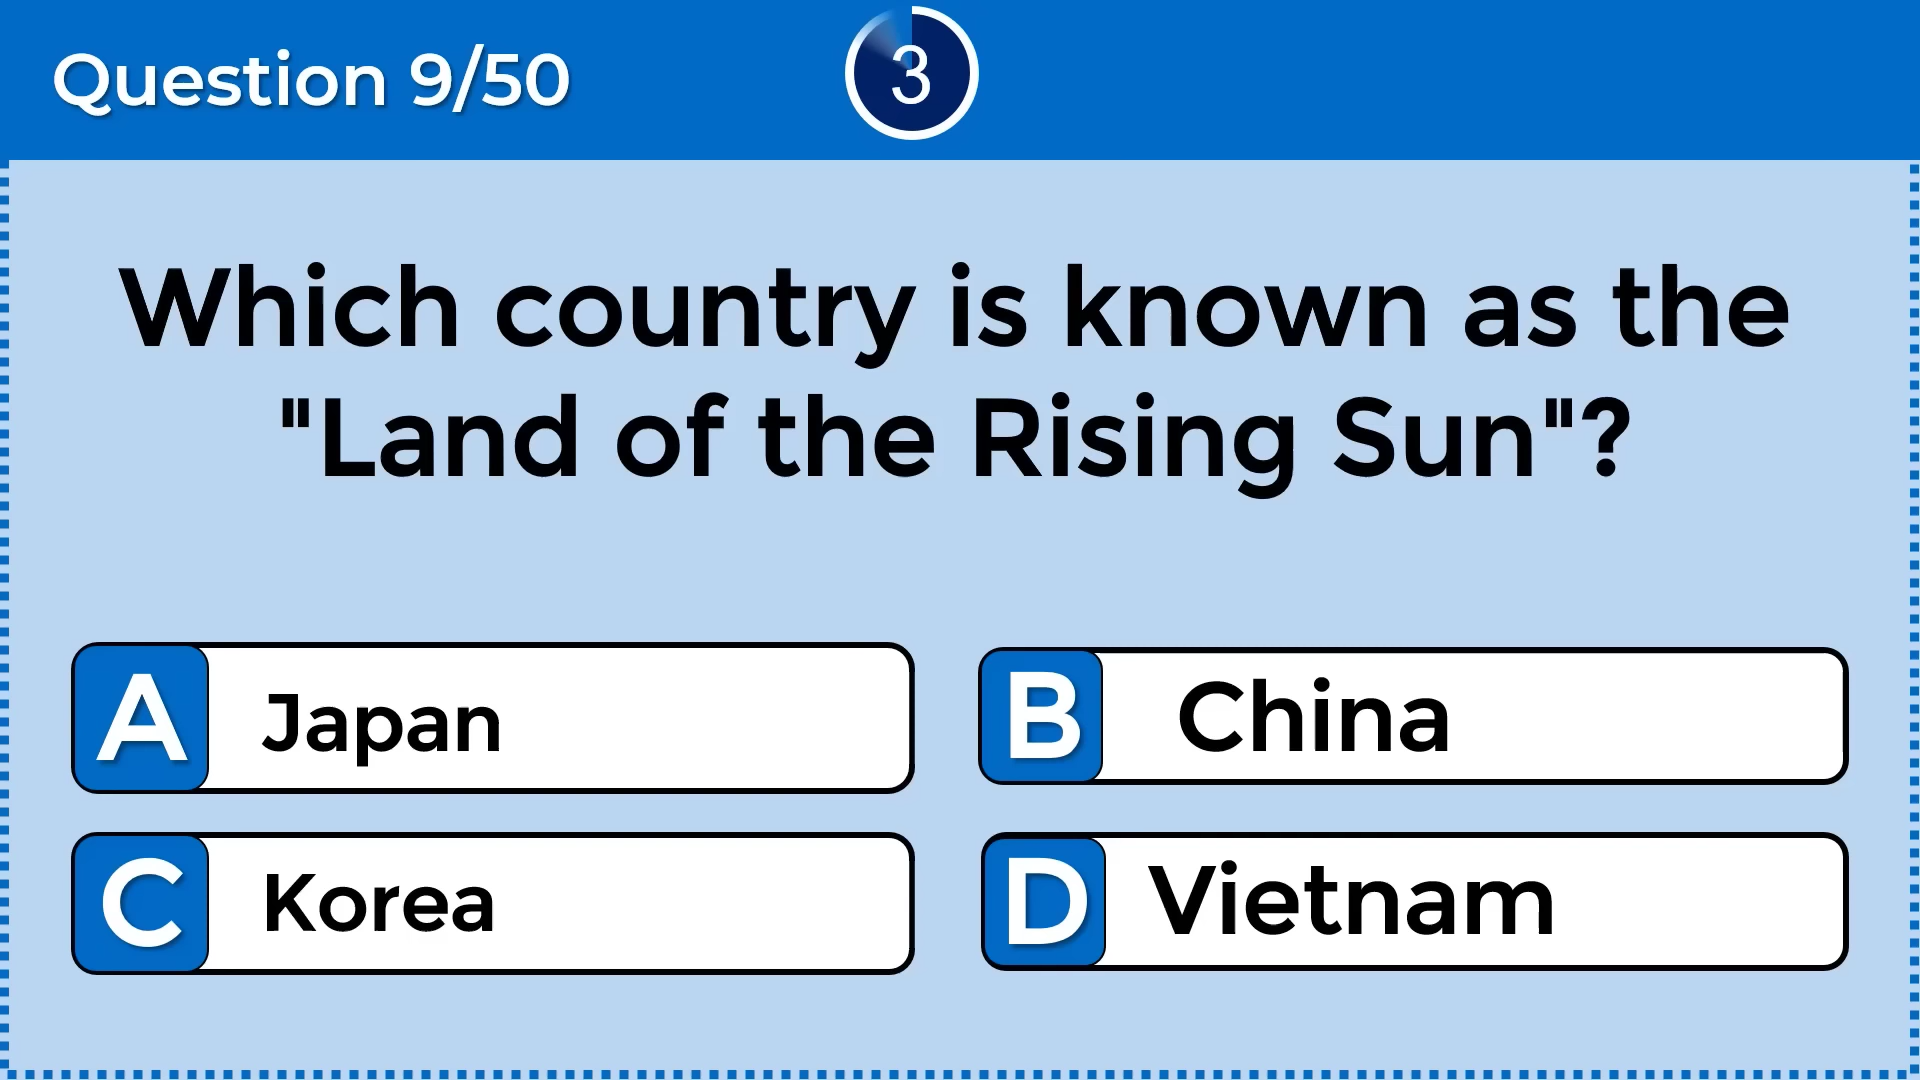 Question 9/50
3
Which country is known as the
"Land of the Rising Sun"?
A Japan
B China
C Korea
D Vietnam